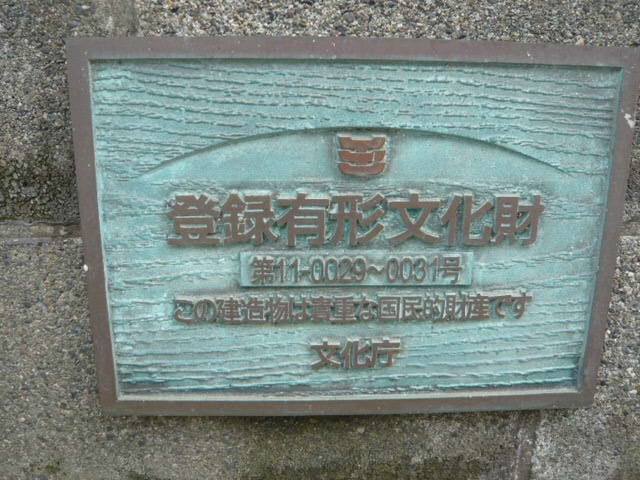 登録有形文化財
第11-0029～0031号
この建造物は貴重な国民的財産です
文化庁